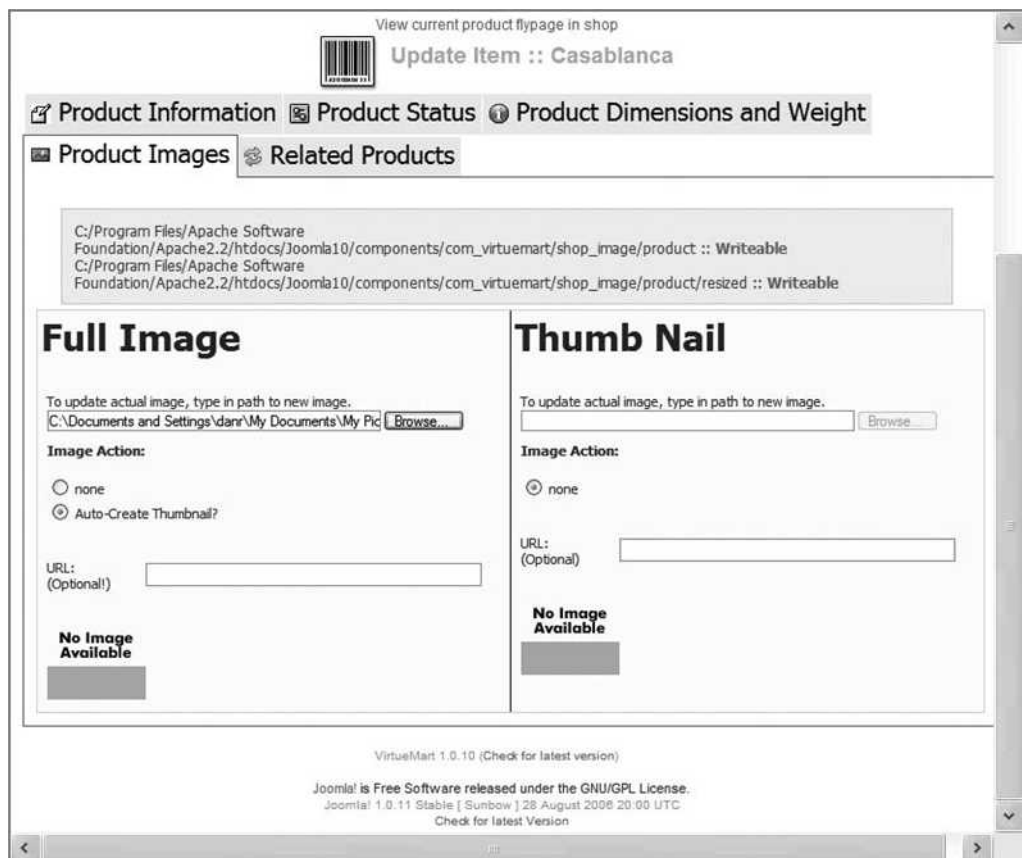 View current product flypage in shop
Update Item :: Casablanca
Product Information
Product Status
Product Dimensions and Weight
Product Images
Related Products
C:/Program Files/Apache Software
Foundation/Apache2.2/htdocs/Joomla10/components/com_virtuemart/shop_image/product :: Writeable
C:/Program Files/Apache Software
Foundation/Apache2.2/htdocs/Joomla10/components/com_virtuemart/shop_image/product/resized :: Writeable
Full Image
To update actual image, type in path to new image.
C:\Documents and Settings\danr\My Documents\My Pic
Browse...
Image Action:
none
Auto-Create Thumbnail?
URL:
(Optional!)
No Image
Available
Thumb Nail
To update actual image, type in path to new image.
Browse...
Image Action:
none
URL:
(Optional)
No Image
Available
VirtueMart 1.0.10 (Check for latest version)
Joomla! is Free Software released under the GNU/GPL License.
Joomla! 1.0.11 Stable [ Sunbow ] 28 August 2006 20:00 UTC
Check for latest Version